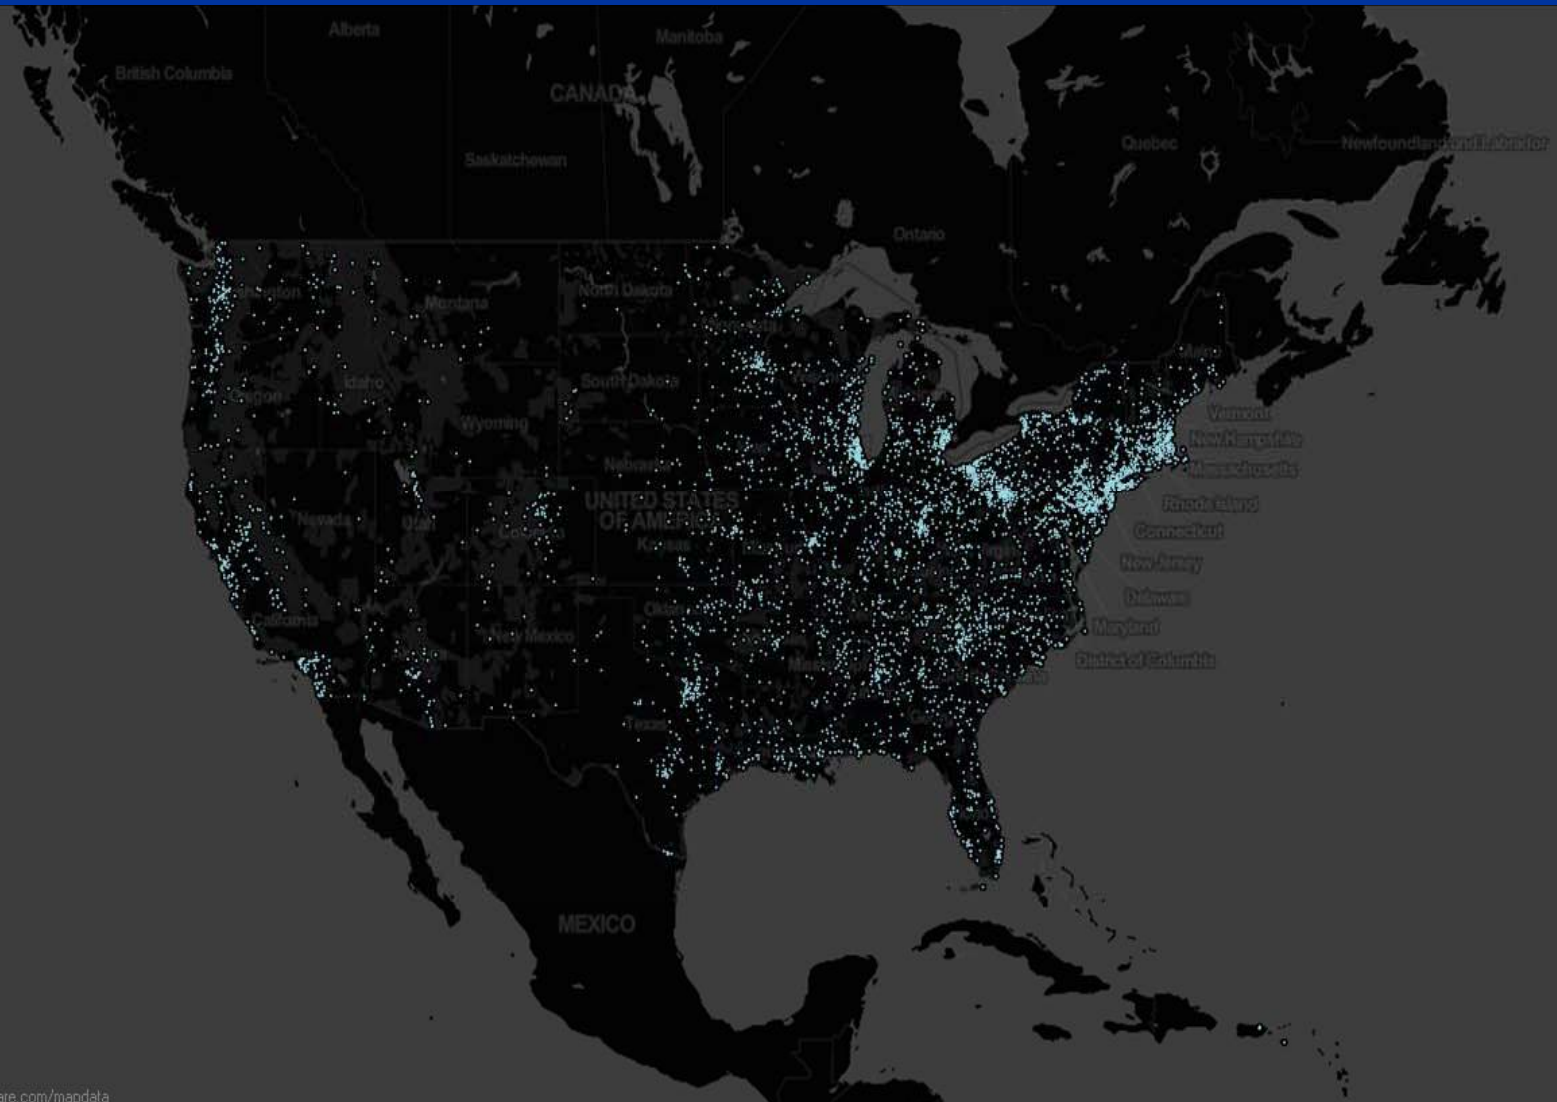 Alberta
Manitoba
British Columbia
CANADA
Saskatchewan
Quebec
Newfoundland and Labrador
Ontario
North Dakota
Montana
Idaho
South Dakota
Wyoming
Vermont
New Hampshire
Massachusetts
Nebraska
UNITED STATES
OF AMERICA
Rhode Island
Nevada
Utah
Connecticut
New Jersey
Delaware
California
New Mexico
Maryland
District of Columbia
Texas
MEXICO
are.com/mapdata